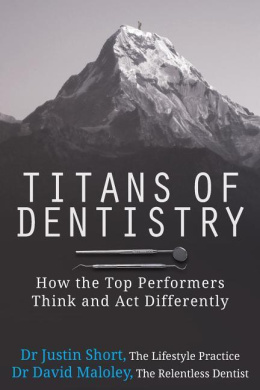 TITANS OF
DENTISTRY
How the Top Performers
Think and Act Differently
Dr Justin Short, The Lifestyle Practice
Dr David Maloley, The Relentless Dentist